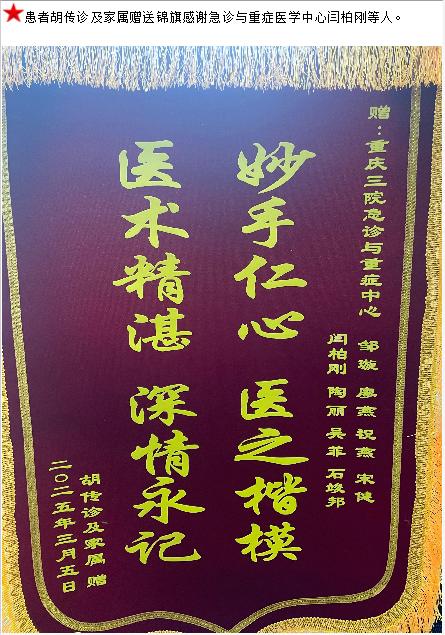 患者胡传诊及家属赠送锦旗感谢急诊与重症医学中心闫柏刚等人。
赠：重庆三院急诊与重症中心
邹璇 廖燕 祝燕 宋健
闫柏刚 陶丽 吴菲 石竣邦
妙手仁心 医之楷模
医术精湛 深情永记
胡传诊及家属 赠
二〇二五年三月五日